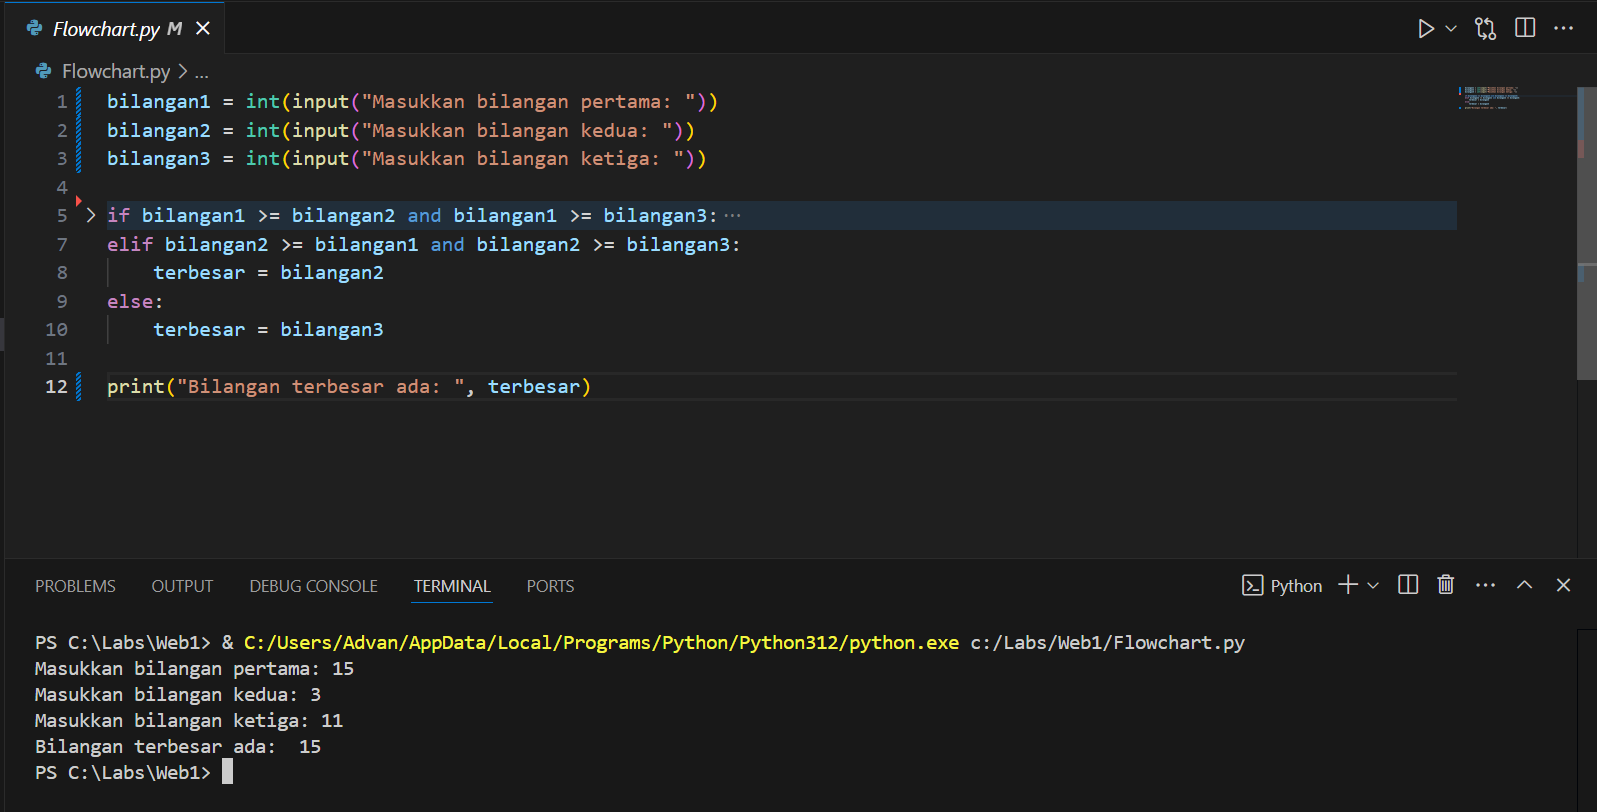 Flowchart.py M
Flowchart.py > ...
1 bilangan1 = int(input("Masukkan bilangan pertama: "))
2 bilangan2 = int(input("Masukkan bilangan kedua: "))
3 bilangan3 = int(input("Masukkan bilangan ketiga: "))
4
5 if bilangan1 >= bilangan2 and bilangan1 >= bilangan3:···
7 elif bilangan2 >= bilangan1 and bilangan2 >= bilangan3:
8     terbesar = bilangan2
9 else:
10     terbesar = bilangan3
11
12 print("Bilangan terbesar ada: ", terbesar)
PROBLEMS OUTPUT DEBUG CONSOLE TERMINAL PORTS Python
PS C:\Labs\Web1> & C:/Users/Advan/AppData/Local/Programs/Python/Python312/python.exe c:/Labs/Web1/Flowchart.py
Masukkan bilangan pertama: 15
Masukkan bilangan kedua: 3
Masukkan bilangan ketiga: 11
Bilangan terbesar ada:  15
PS C:\Labs\Web1>